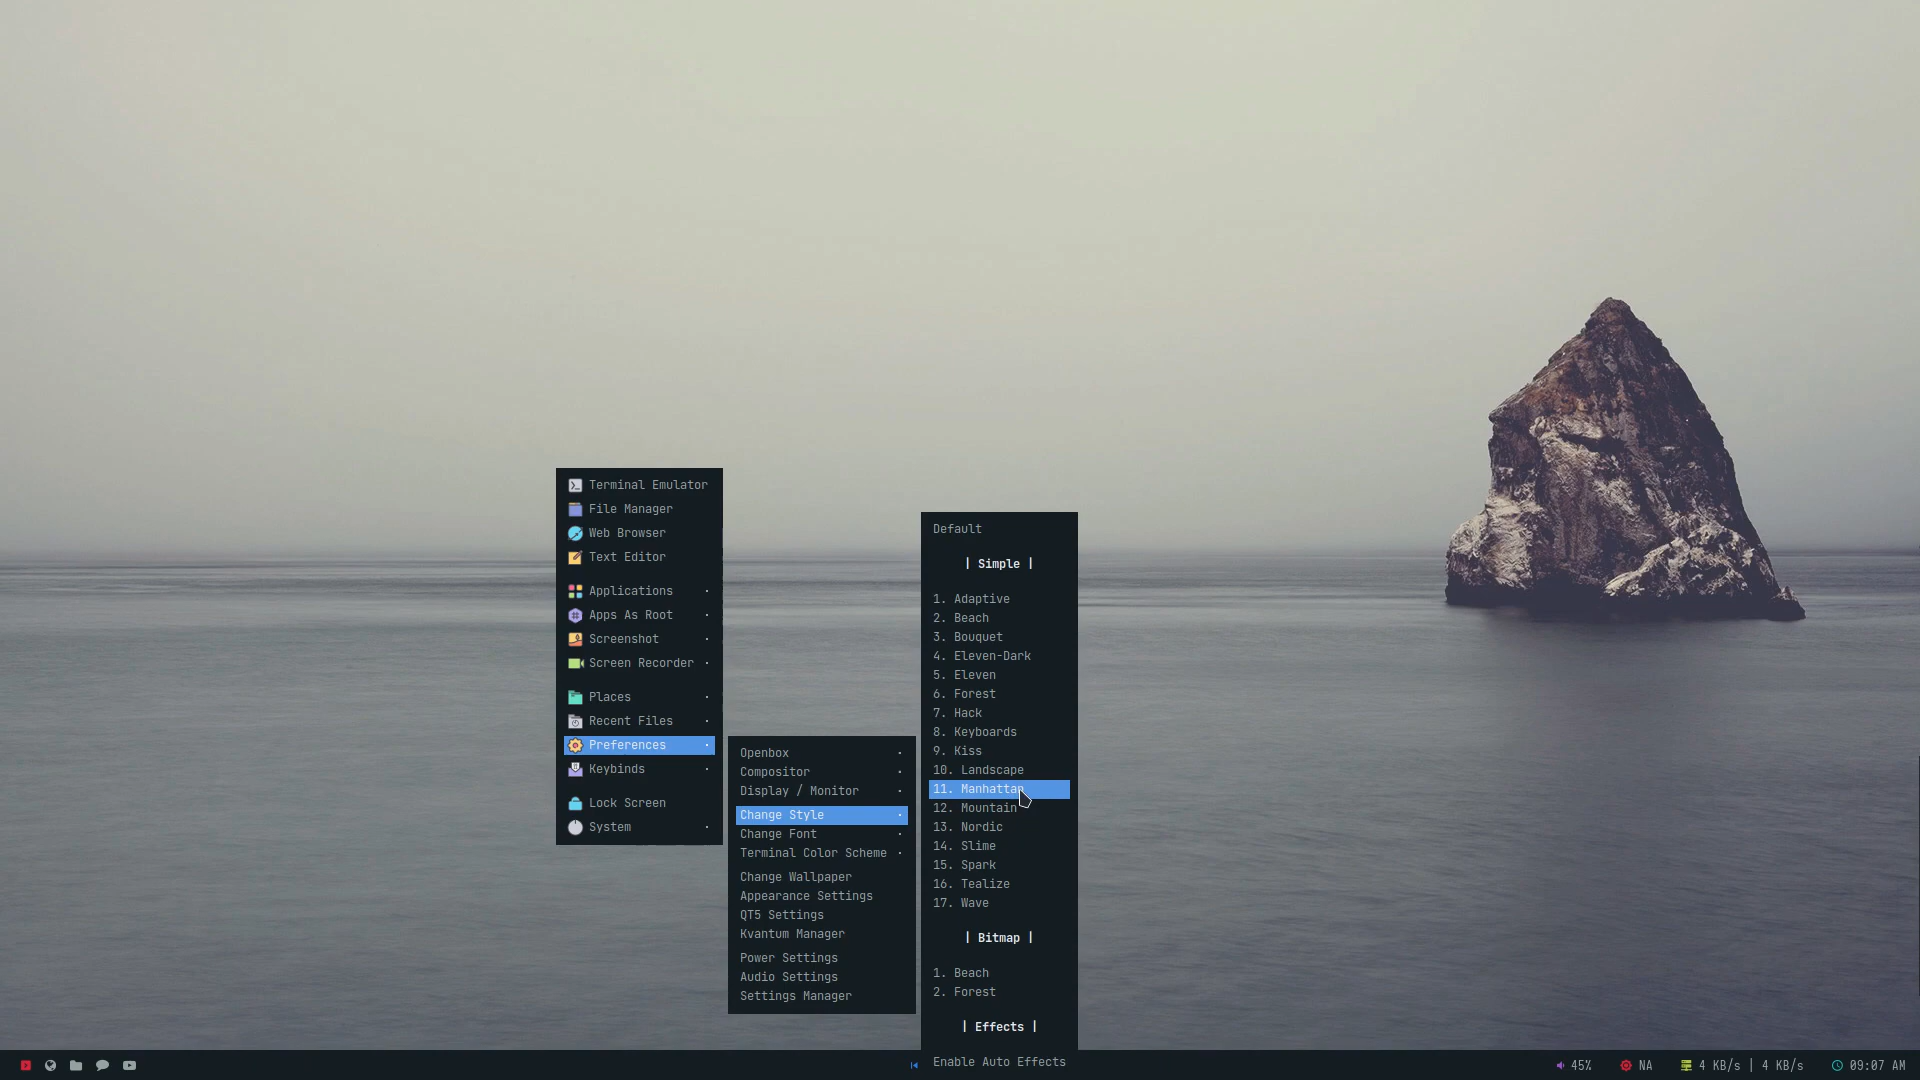 Terminal Emulator
File Manager
Web Browser
Text Editor
Applications
Apps As Root
Screenshot
Screen Recorder
Places
Recent Files
Preferences
Keybinds
Lock Screen
System
Openbox
Compositor
Display / Monitor
Change Style
Change Font
Terminal Color Scheme
Change Wallpaper
Appearance Settings
QT5 Settings
Kvantum Manager
Power Settings
Audio Settings
Settings Manager
Default
| Simple |
1. Adaptive
2. Beach
3. Bouquet
4. Eleven-Dark
5. Eleven
6. Forest
7. Hack
8. Keyboards
9. Kiss
10. Landscape
11. Manhattan
12. Mountain
13. Nordic
14. Slime
15. Spark
16. Tealize
17. Wave
| Bitmap |
1. Beach
2. Forest
| Effects |
Enable Auto Effects
45% NA 4 KB/s | 4 KB/s 09:07 AM